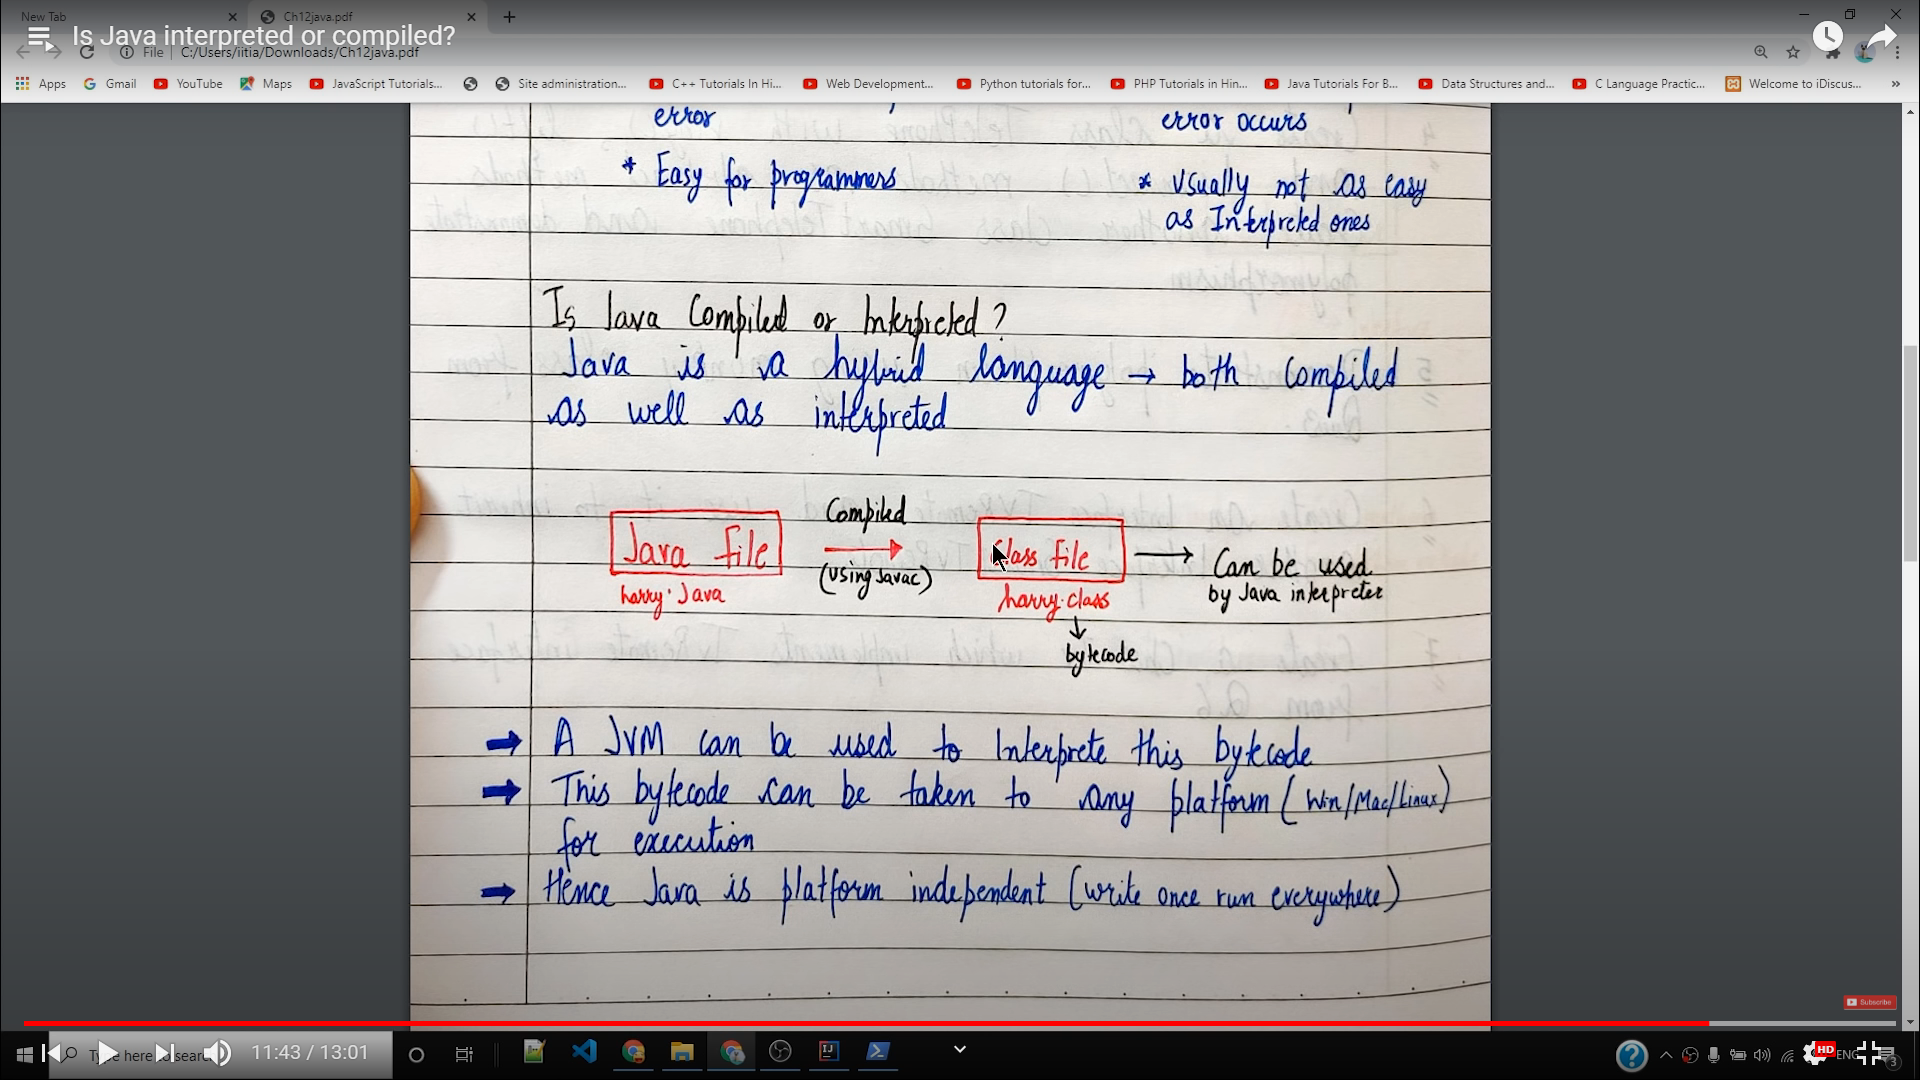 New Tab
Ch12java.pdf
Is Java interpreted or compiled?
File | C:/Users/iitia/Downloads/Ch12java.pdf
Apps Gmail YouTube Maps JavaScript Tutorials... Site administration... C++ Tutorials In Hi... Web Development... Python tutorials for... PHP Tutorials in Hin... Java Tutorials For B... Data Structures and... C Language Practic... Welcome to iDiscus... »
error
error occurs
* Easy for programmers
* Usually not as easy
as Interpreted ones
Is Java Compiled or Interpreted?
Java is a hybrid language → both Compiled
as well as interpreted
Java file
harry.Java
Compiled
(using Javac)
Class file
harry.class
bytecode
Can be used
by Java interpreter
A JVM can be used to Interprete this bytecode
This bytecode can be taken to any platform (Win/Mac/Linux)
for execution
Hence Java is platform independent (write once run everywhere)
Subscribe
11:43 / 13:01
HD
ENG
3